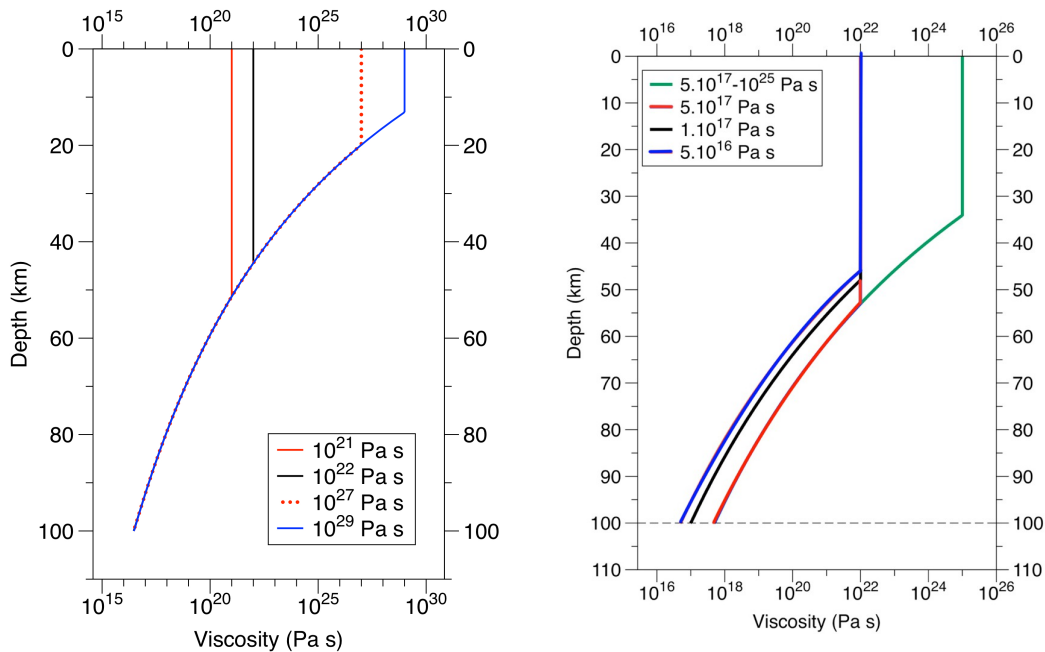 10^15 10^20 10^25 10^30
0 0
20 20
40 40
60 60
80 80
100 100
Depth (km)
10^21 Pa s
10^22 Pa s
10^27 Pa s
10^29 Pa s
10^15 10^20 10^25 10^30
Viscosity (Pa s)
10^16 10^18 10^20 10^22 10^24 10^26
0 0
10 10
20 20
30 30
40 40
50 50
60 60
70 70
80 80
90 90
100 100
110 110
Depth (km)
5.10^17-10^25 Pa s
5.10^17 Pa s
1.10^17 Pa s
5.10^16 Pa s
10^16 10^18 10^20 10^22 10^24 10^26
Viscosity (Pa s)